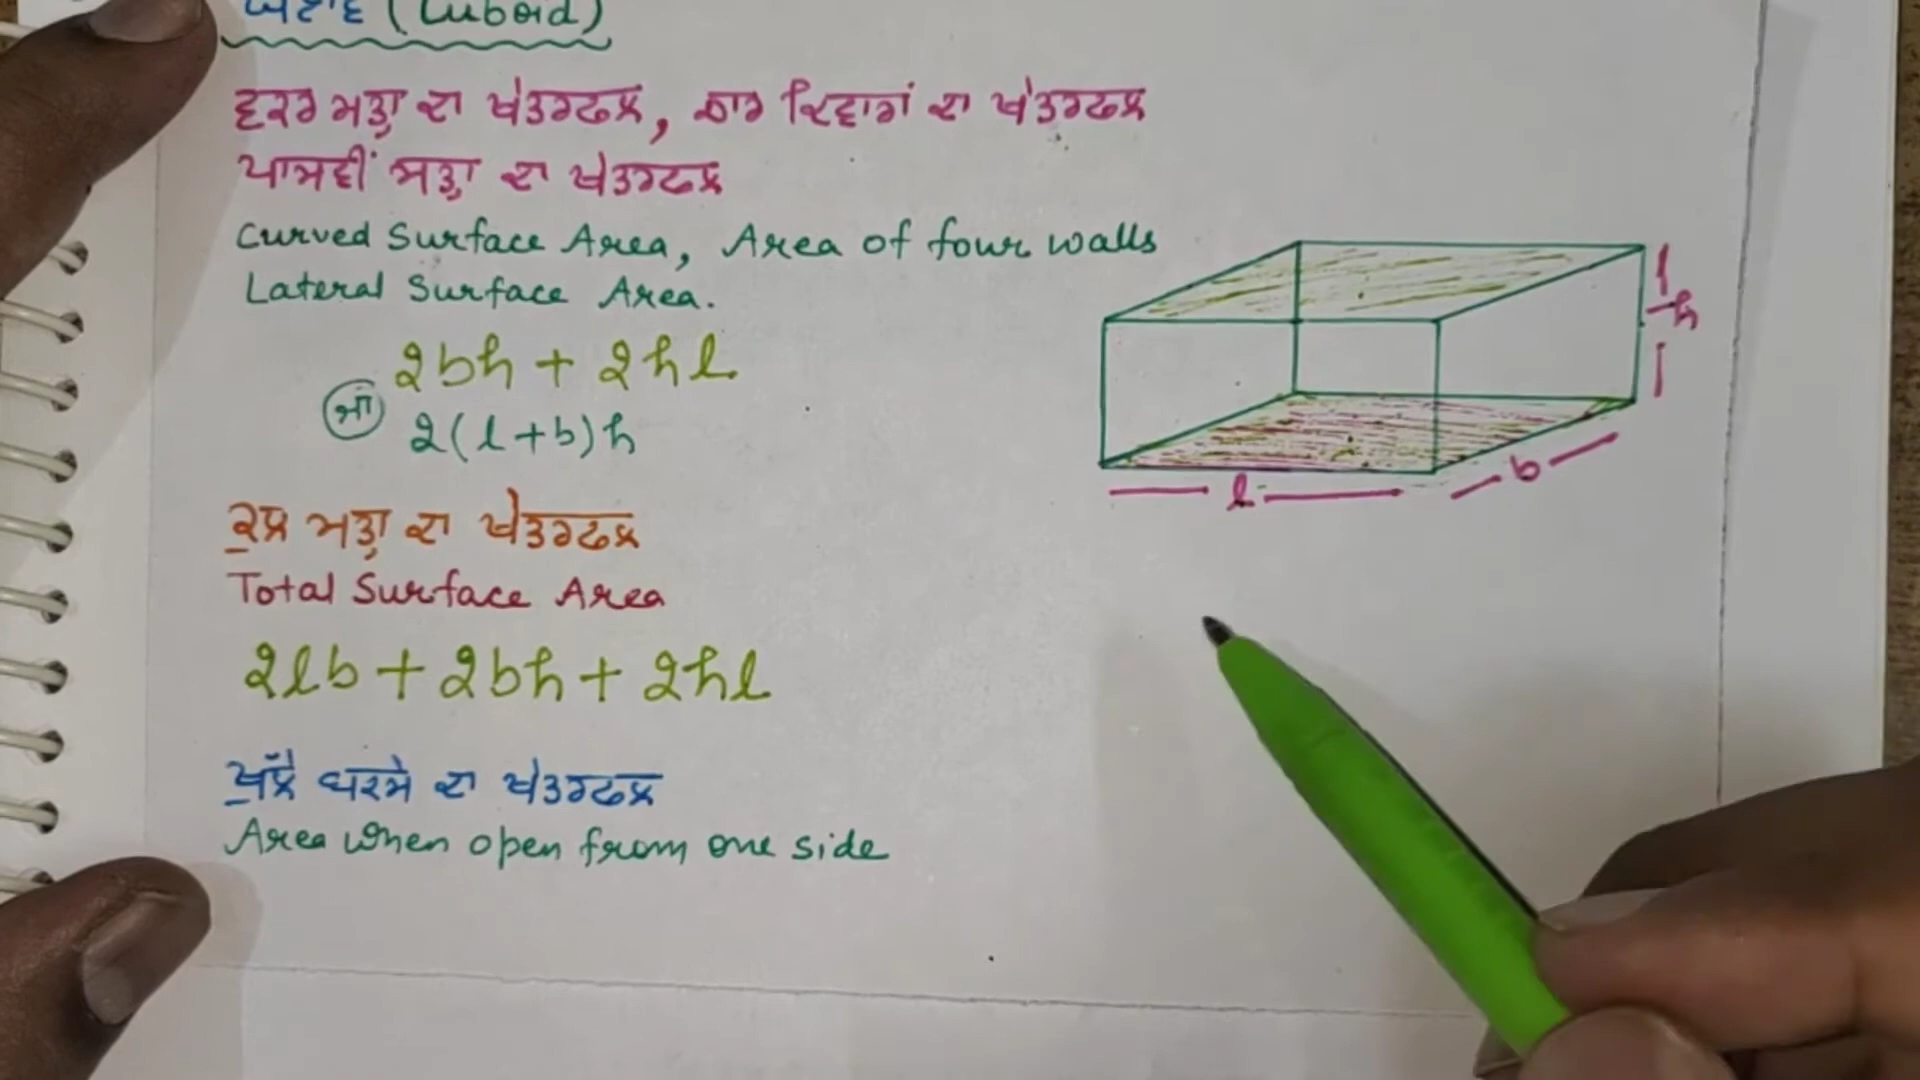 ਘਣਾਵ (Cuboid)
ਵਕਰ ਸਤ੍ਹਾ ਦਾ ਖੇਤਰਫਲ, ਚਾਰ ਦਿਵਾਰਾਂ ਦਾ ਖੇਤਰਫਲ
ਪਾਸਵੀਂ ਸਤ੍ਹਾ ਦਾ ਖੇਤਰਫਲ
Curved Surface Area, Area of four walls
Lateral Surface Area.
2bh + 2hl
ਜਾਂ 2(l+b)h
ਕੁਲ ਸਤ੍ਹਾ ਦਾ ਖੇਤਰਫਲ
Total Surface Area
2lb + 2bh + 2hl
ਖੁੱਲੇ ਬਕਸੇ ਦਾ ਖੇਤਰਫਲ
Area when open from one side
h
b
l